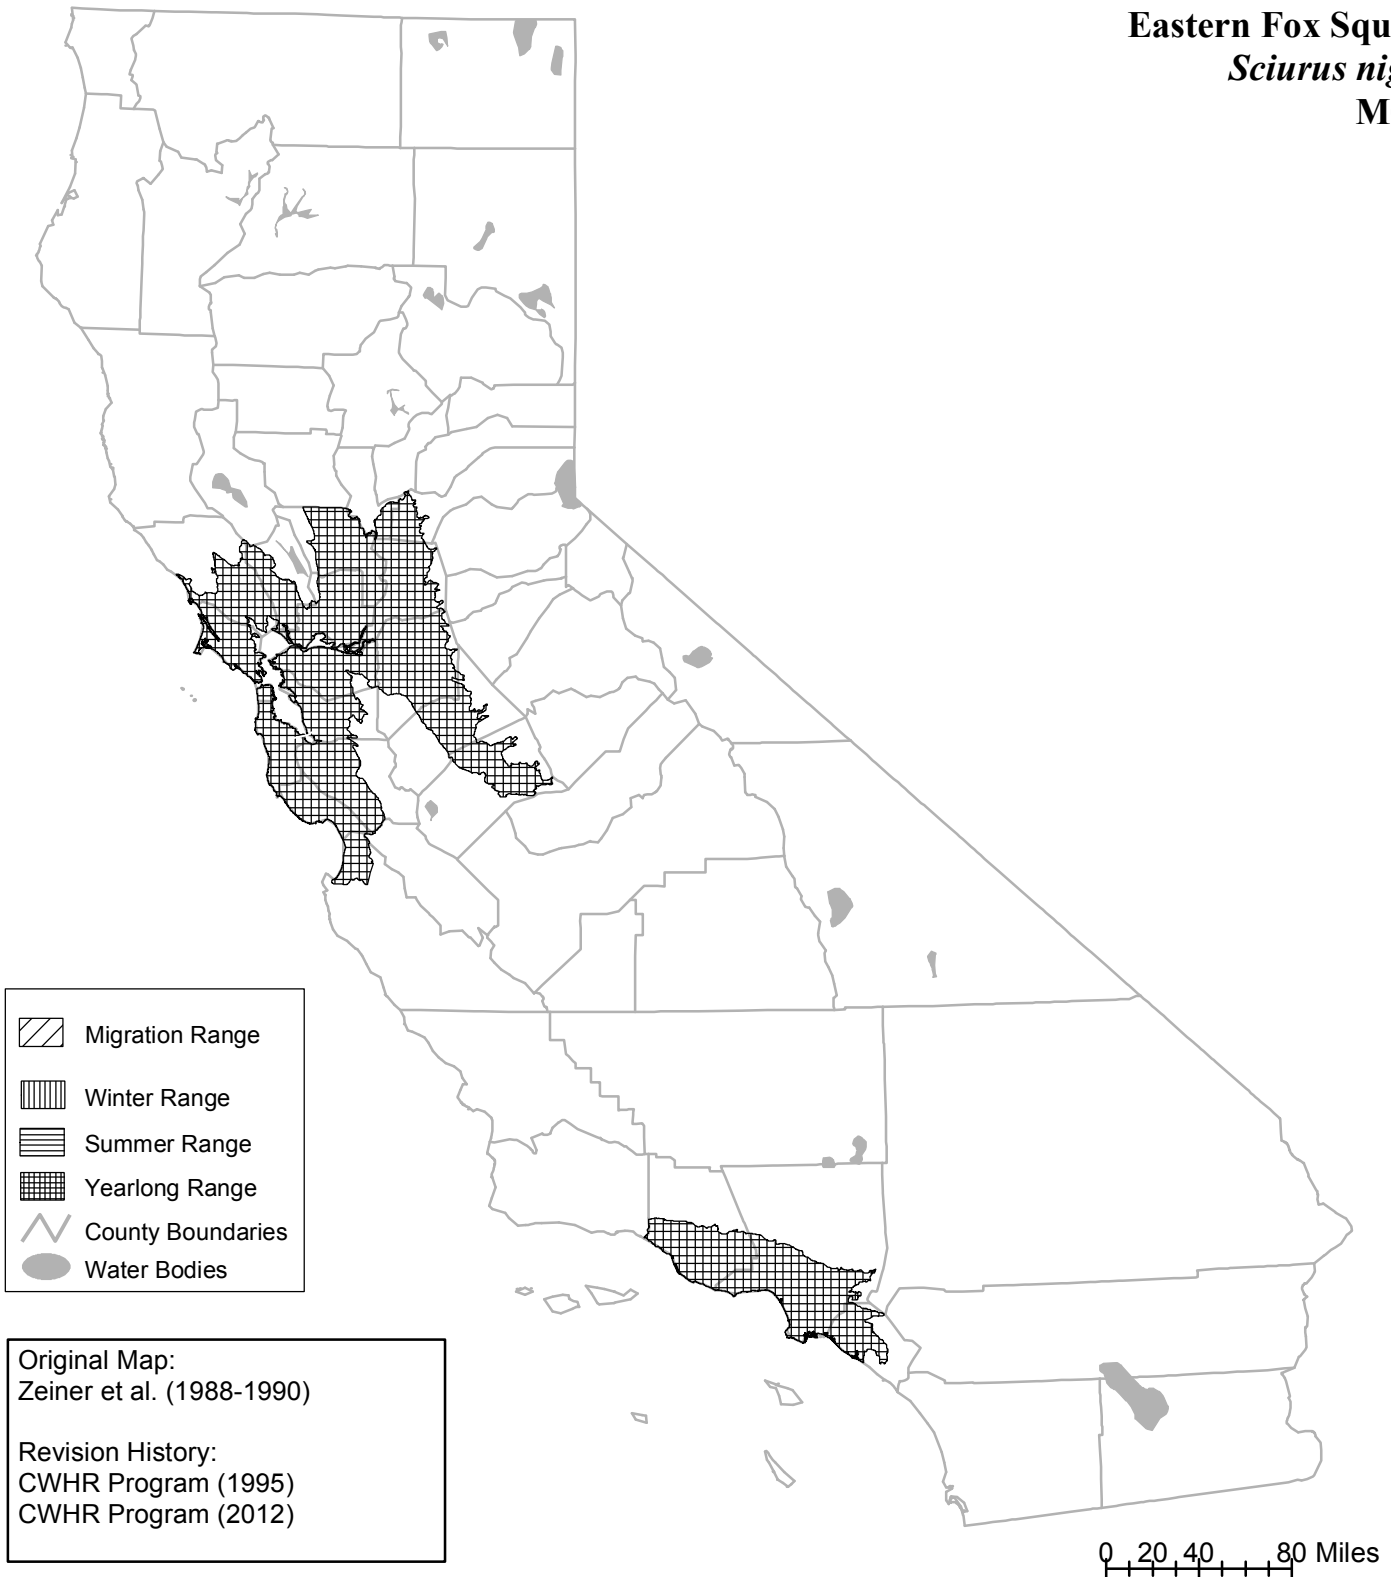 Eastern Fox Squ
Sciurus nig
M
Migration Range
Winter Range
Summer Range
Yearlong Range
County Boundaries
Water Bodies
Original Map:
Zeiner et al. (1988-1990)
Revision History:
CWHR Program (1995)
CWHR Program (2012)
0 20 40 80 Miles